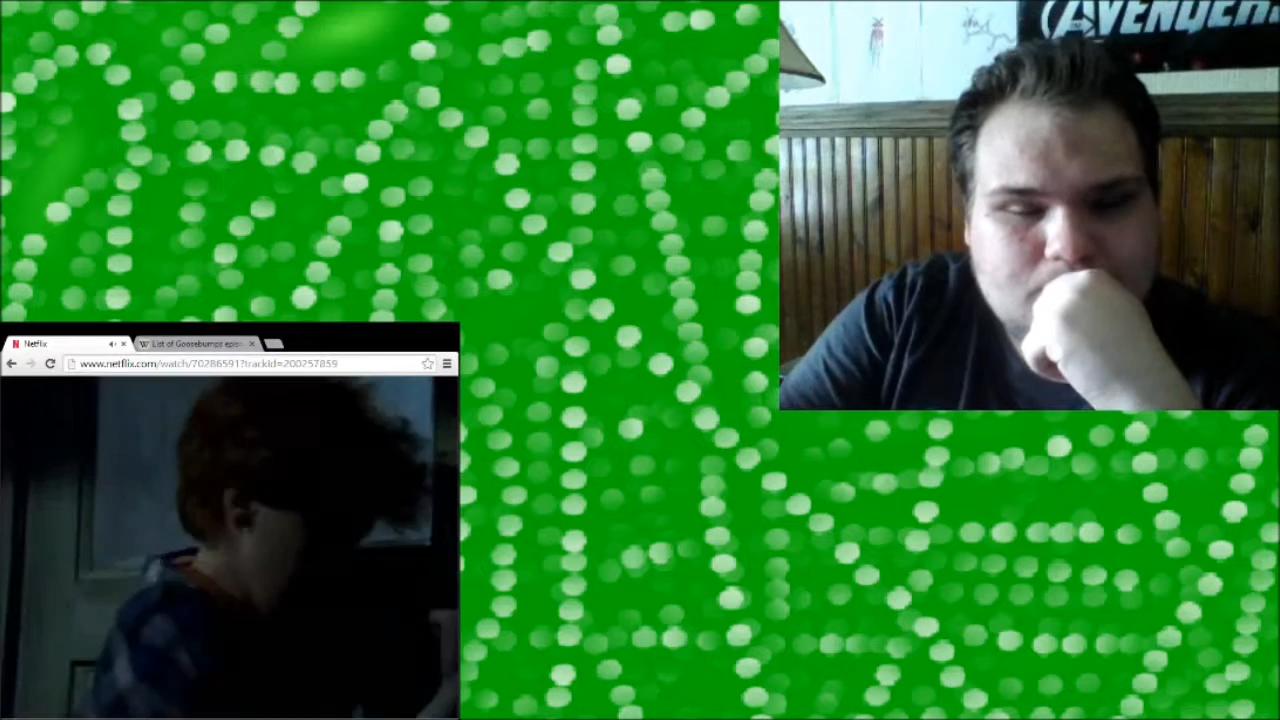 (AVENGER
Netflix
List of Goosebumps epis
www.netflix.com/watch/70286591?trackid=200257859